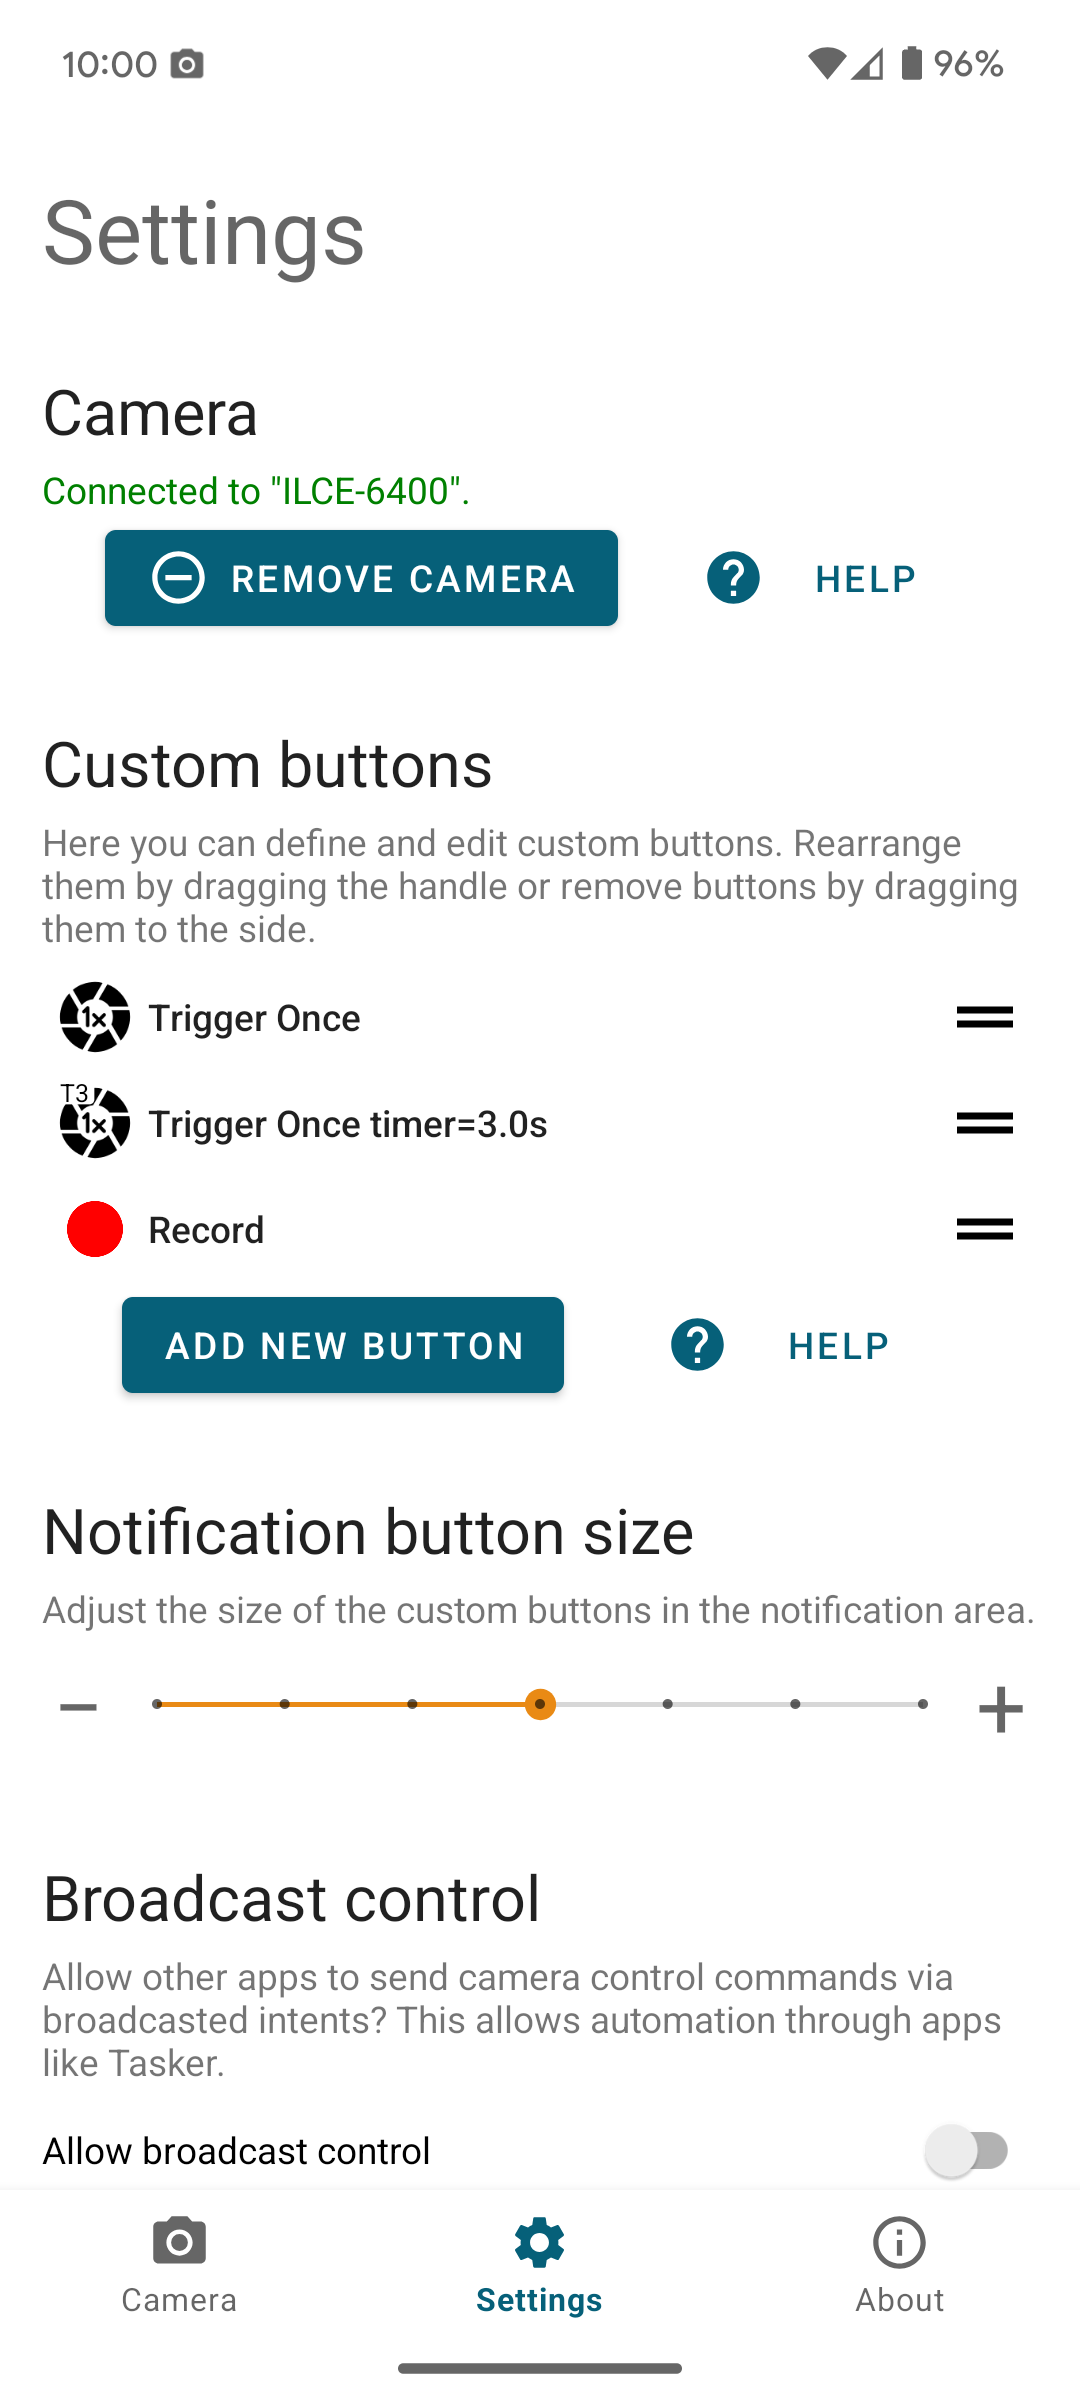 10:00
96%
Settings
Camera
Connected to "ILCE-6400".
REMOVE CAMERA
HELP
Custom buttons
Here you can define and edit custom buttons. Rearrange
them by dragging the handle or remove buttons by dragging
them to the side.
1x
Trigger Once
T3
1x
Trigger Once timer=3.0s
Record
ADD NEW BUTTON
HELP
Notification button size
Adjust the size of the custom buttons in the notification area.
Broadcast control
Allow other apps to send camera control commands via
broadcasted intents? This allows automation through apps
like Tasker.
Allow broadcast control
Camera
Settings
About